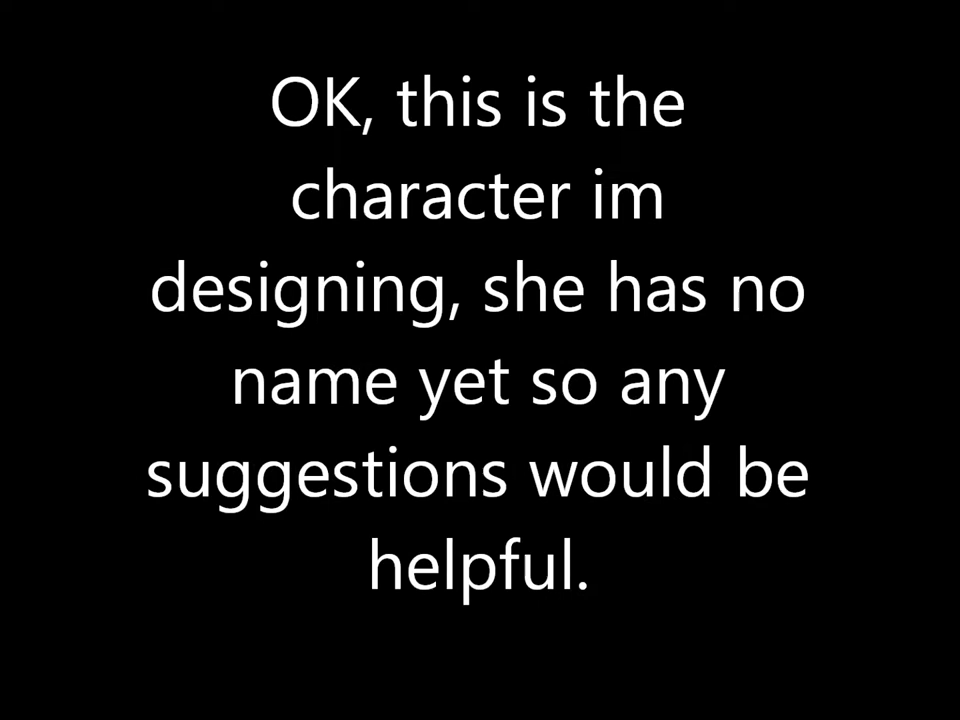 OK, this is the
character im
designing, she has no
name yet so any
suggestions would be
helpful.